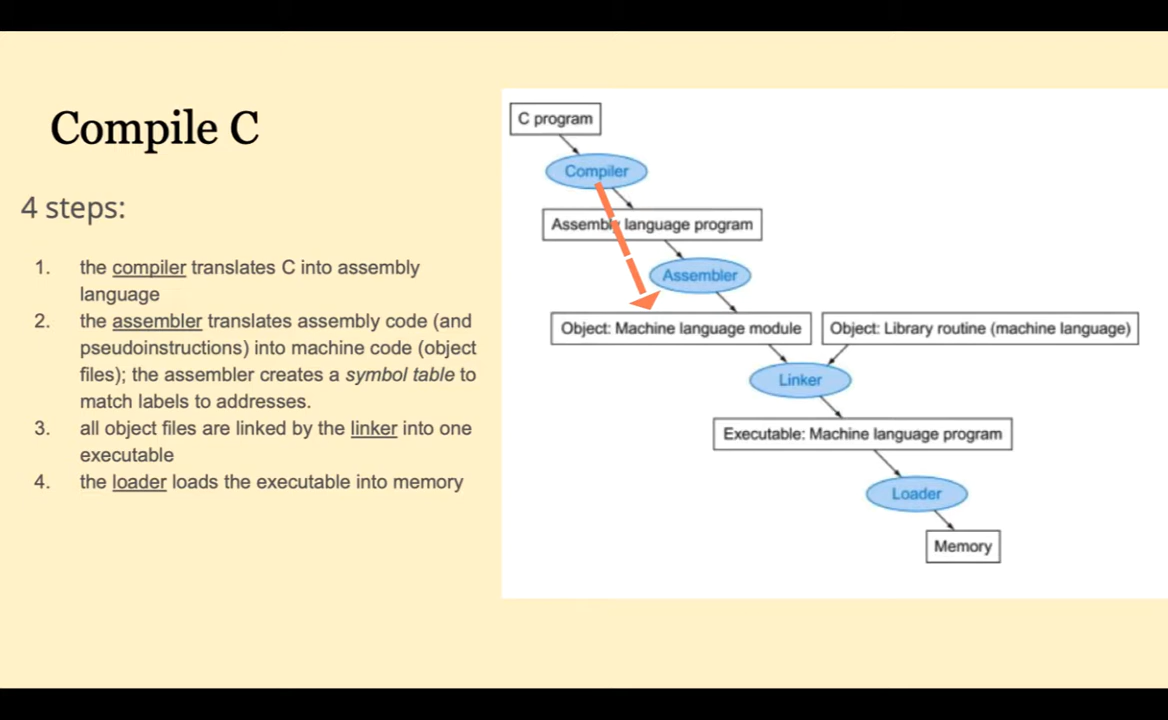 Compile C
4 steps:
1. the compiler translates C into assembly
language
2. the assembler translates assembly code (and
pseudoinstructions) into machine code (object
files); the assembler creates a symbol table to
match labels to addresses.
3. all object files are linked by the linker into one
executable
4. the loader loads the executable into memory
C program
Compiler
Assembly language program
Assembler
Object: Machine language module
Object: Library routine (machine language)
Linker
Executable: Machine language program
Loader
Memory